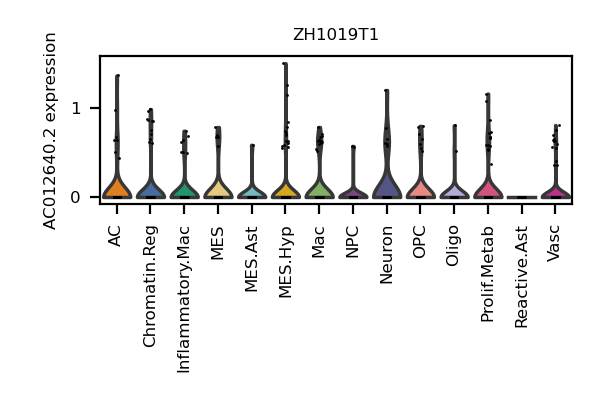 ZH1019T1
AC012640.2 expression
1
0
AC
Chromatin.Reg
Inflammatory.Mac
MES
MES.Ast
MES.Hyp
Mac
NPC
Neuron
OPC
Oligo
Prolif.Metab
Reactive.Ast
Vasc